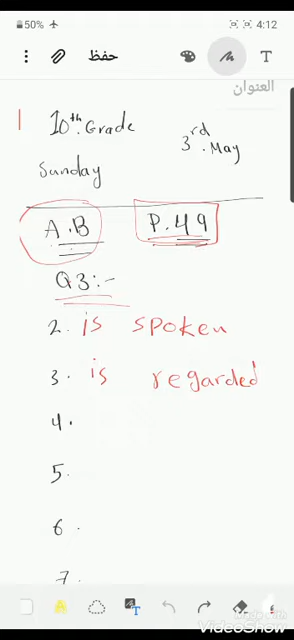 50% 4:12
حفظ T
العنوان
10th. Grade 3rd. May
Sunday
A.B P.49
Q3:-
2. is spoken
3. is regarded
4.
5.
6.
7.
A T
VideoShow